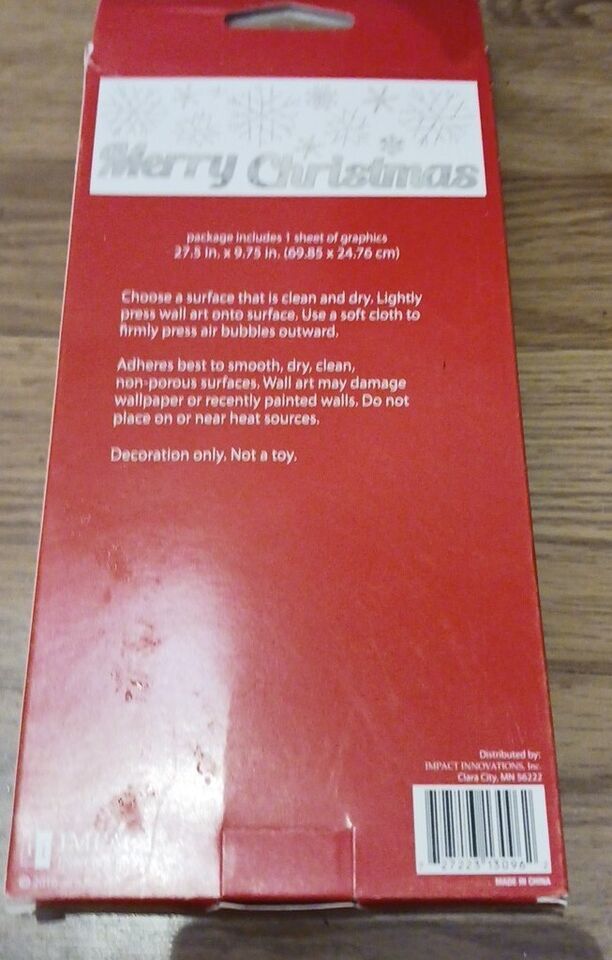 Merry Christmas
package includes 1 sheet of graphics
27.5 in. x 9.75 in. (69.85 x 24.76 cm)
Choose a surface that is clean and dry. Lightly
press wall art onto surface. Use a soft cloth to
firmly press air bubbles outward.
Adheres best to smooth, dry, clean,
non-porous surfaces. Wall art may damage
wallpaper or recently painted walls. Do not
place on or near heat sources.
Decoration only. Not a toy.
Distributed by:
IMPACT INNOVATIONS, Inc.
Clara City, MN 56222
27223 13096
MADE IN CHINA